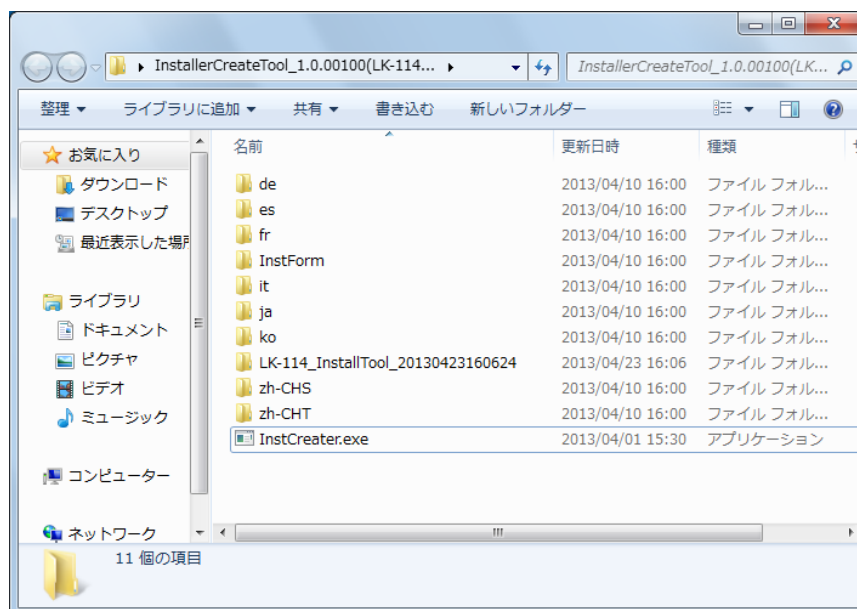 InstallerCreateTool_1.0.00100(LK-114...
InstallerCreateTool_1.0.00100(LK...
整理 ライブラリに追加 共有 書き込む 新しいフォルダー
お気に入り
ダウンロード
デスクトップ
最近表示した場所
ライブラリ
ドキュメント
ピクチャ
ビデオ
ミュージック
コンピューター
ネットワーク
名前 更新日時 種類 サ
de 2013/04/10 16:00 ファイル フォル...
es 2013/04/10 16:00 ファイル フォル...
fr 2013/04/10 16:00 ファイル フォル...
InstForm 2013/04/10 16:00 ファイル フォル...
it 2013/04/10 16:00 ファイル フォル...
ja 2013/04/10 16:00 ファイル フォル...
ko 2013/04/10 16:00 ファイル フォル...
LK-114_InstallTool_20130423160624 2013/04/23 16:06 ファイル フォル...
zh-CHS 2013/04/10 16:00 ファイル フォル...
zh-CHT 2013/04/10 16:00 ファイル フォル...
InstCreater.exe 2013/04/01 15:30 アプリケーション
11 個の項目